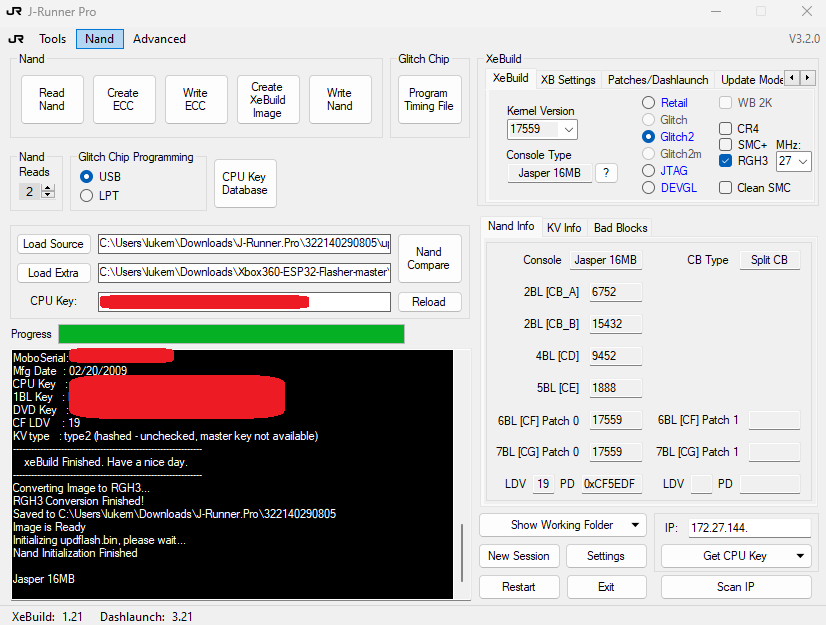 JR J-Runner Pro
JR Tools Nand Advanced V3.2.0
Nand
Read Nand
Create ECC
Write ECC
Create XeBuild Image
Write Nand
Glitch Chip
Program Timing File
Nand Reads
2
Glitch Chip Programming
USB
LPT
CPU Key Database
Load Source C:\Users\lukem\Downloads\J-Runner.Pro\322140290805\
Load Extra C:\Users\lukem\Downloads\Xbox360-ESP32-Flasher-master\
CPU Key:
Nand Compare
Reload
Progress
MoboSerial:
Mfg Date : 02/20/2009
CPU Key :
1BL Key :
DVD Key :
CF LDV : 19
KV type : type2 (hashed - unchecked, master key not available)
---------------------------------------------------------------
xeBuild Finished. Have a nice day.
---------------------------------------------------------------
Converting Image to RGH3...
RGH3 Conversion Finished!
Saved to C:\Users\lukem\Downloads\J-Runner.Pro\322140290805
Image is Ready
Initializing updflash.bin, please wait...
Nand Initialization Finished
Jasper 16MB
XeBuild
XeBuild XB Settings Patches/Dashlaunch Update Mode
Kernel Version
17559
Console Type
Jasper 16MB ?
Retail
Glitch
Glitch2
Glitch2m
JTAG
DEVGL
WB 2K
CR4
SMC+ MHz:
RGH3 27
Clean SMC
Nand Info KV Info Bad Blocks
Console Jasper 16MB CB Type Split CB
2BL [CB_A] 6752
2BL [CB_B] 15432
4BL [CD] 9452
5BL [CE] 1888
6BL [CF] Patch 0 17559 6BL [CF] Patch 1
7BL [CG] Patch 0 17559 7BL [CG] Patch 1
LDV 19 PD 0xCF5EDF LDV PD
Show Working Folder
IP: 172.27.144.
New Session Settings Get CPU Key
Restart Exit Scan IP
XeBuild: 1.21 Dashlaunch: 3.21